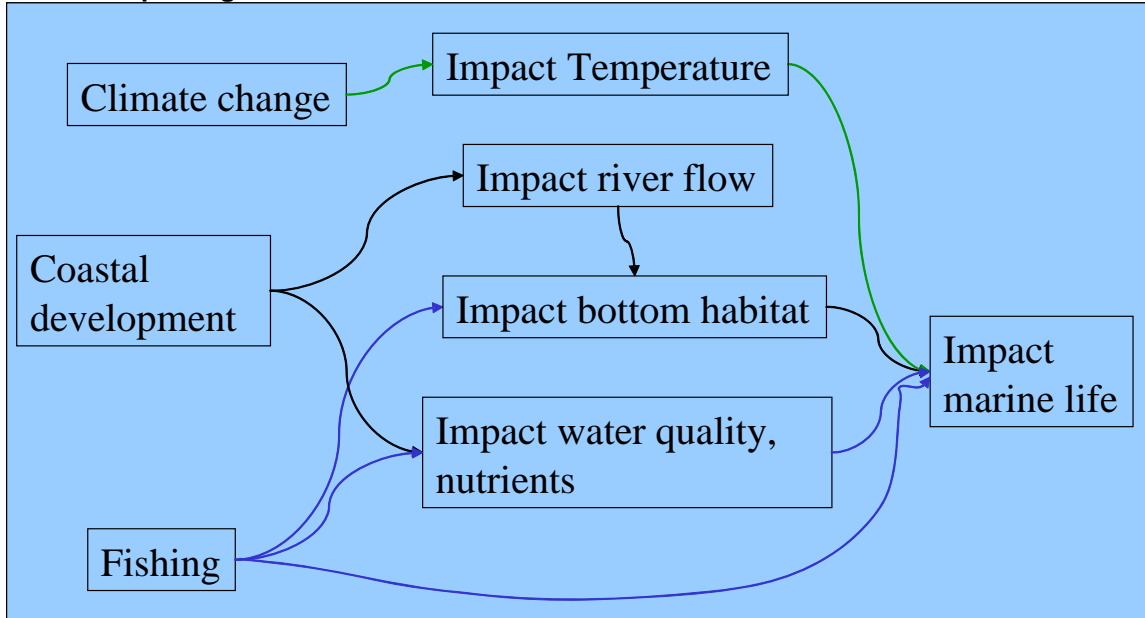 Impact Temperature
Climate change
Impact river flow
Coastal
development
Impact bottom habitat
Impact
marine life
Impact water quality,
nutrients
Fishing